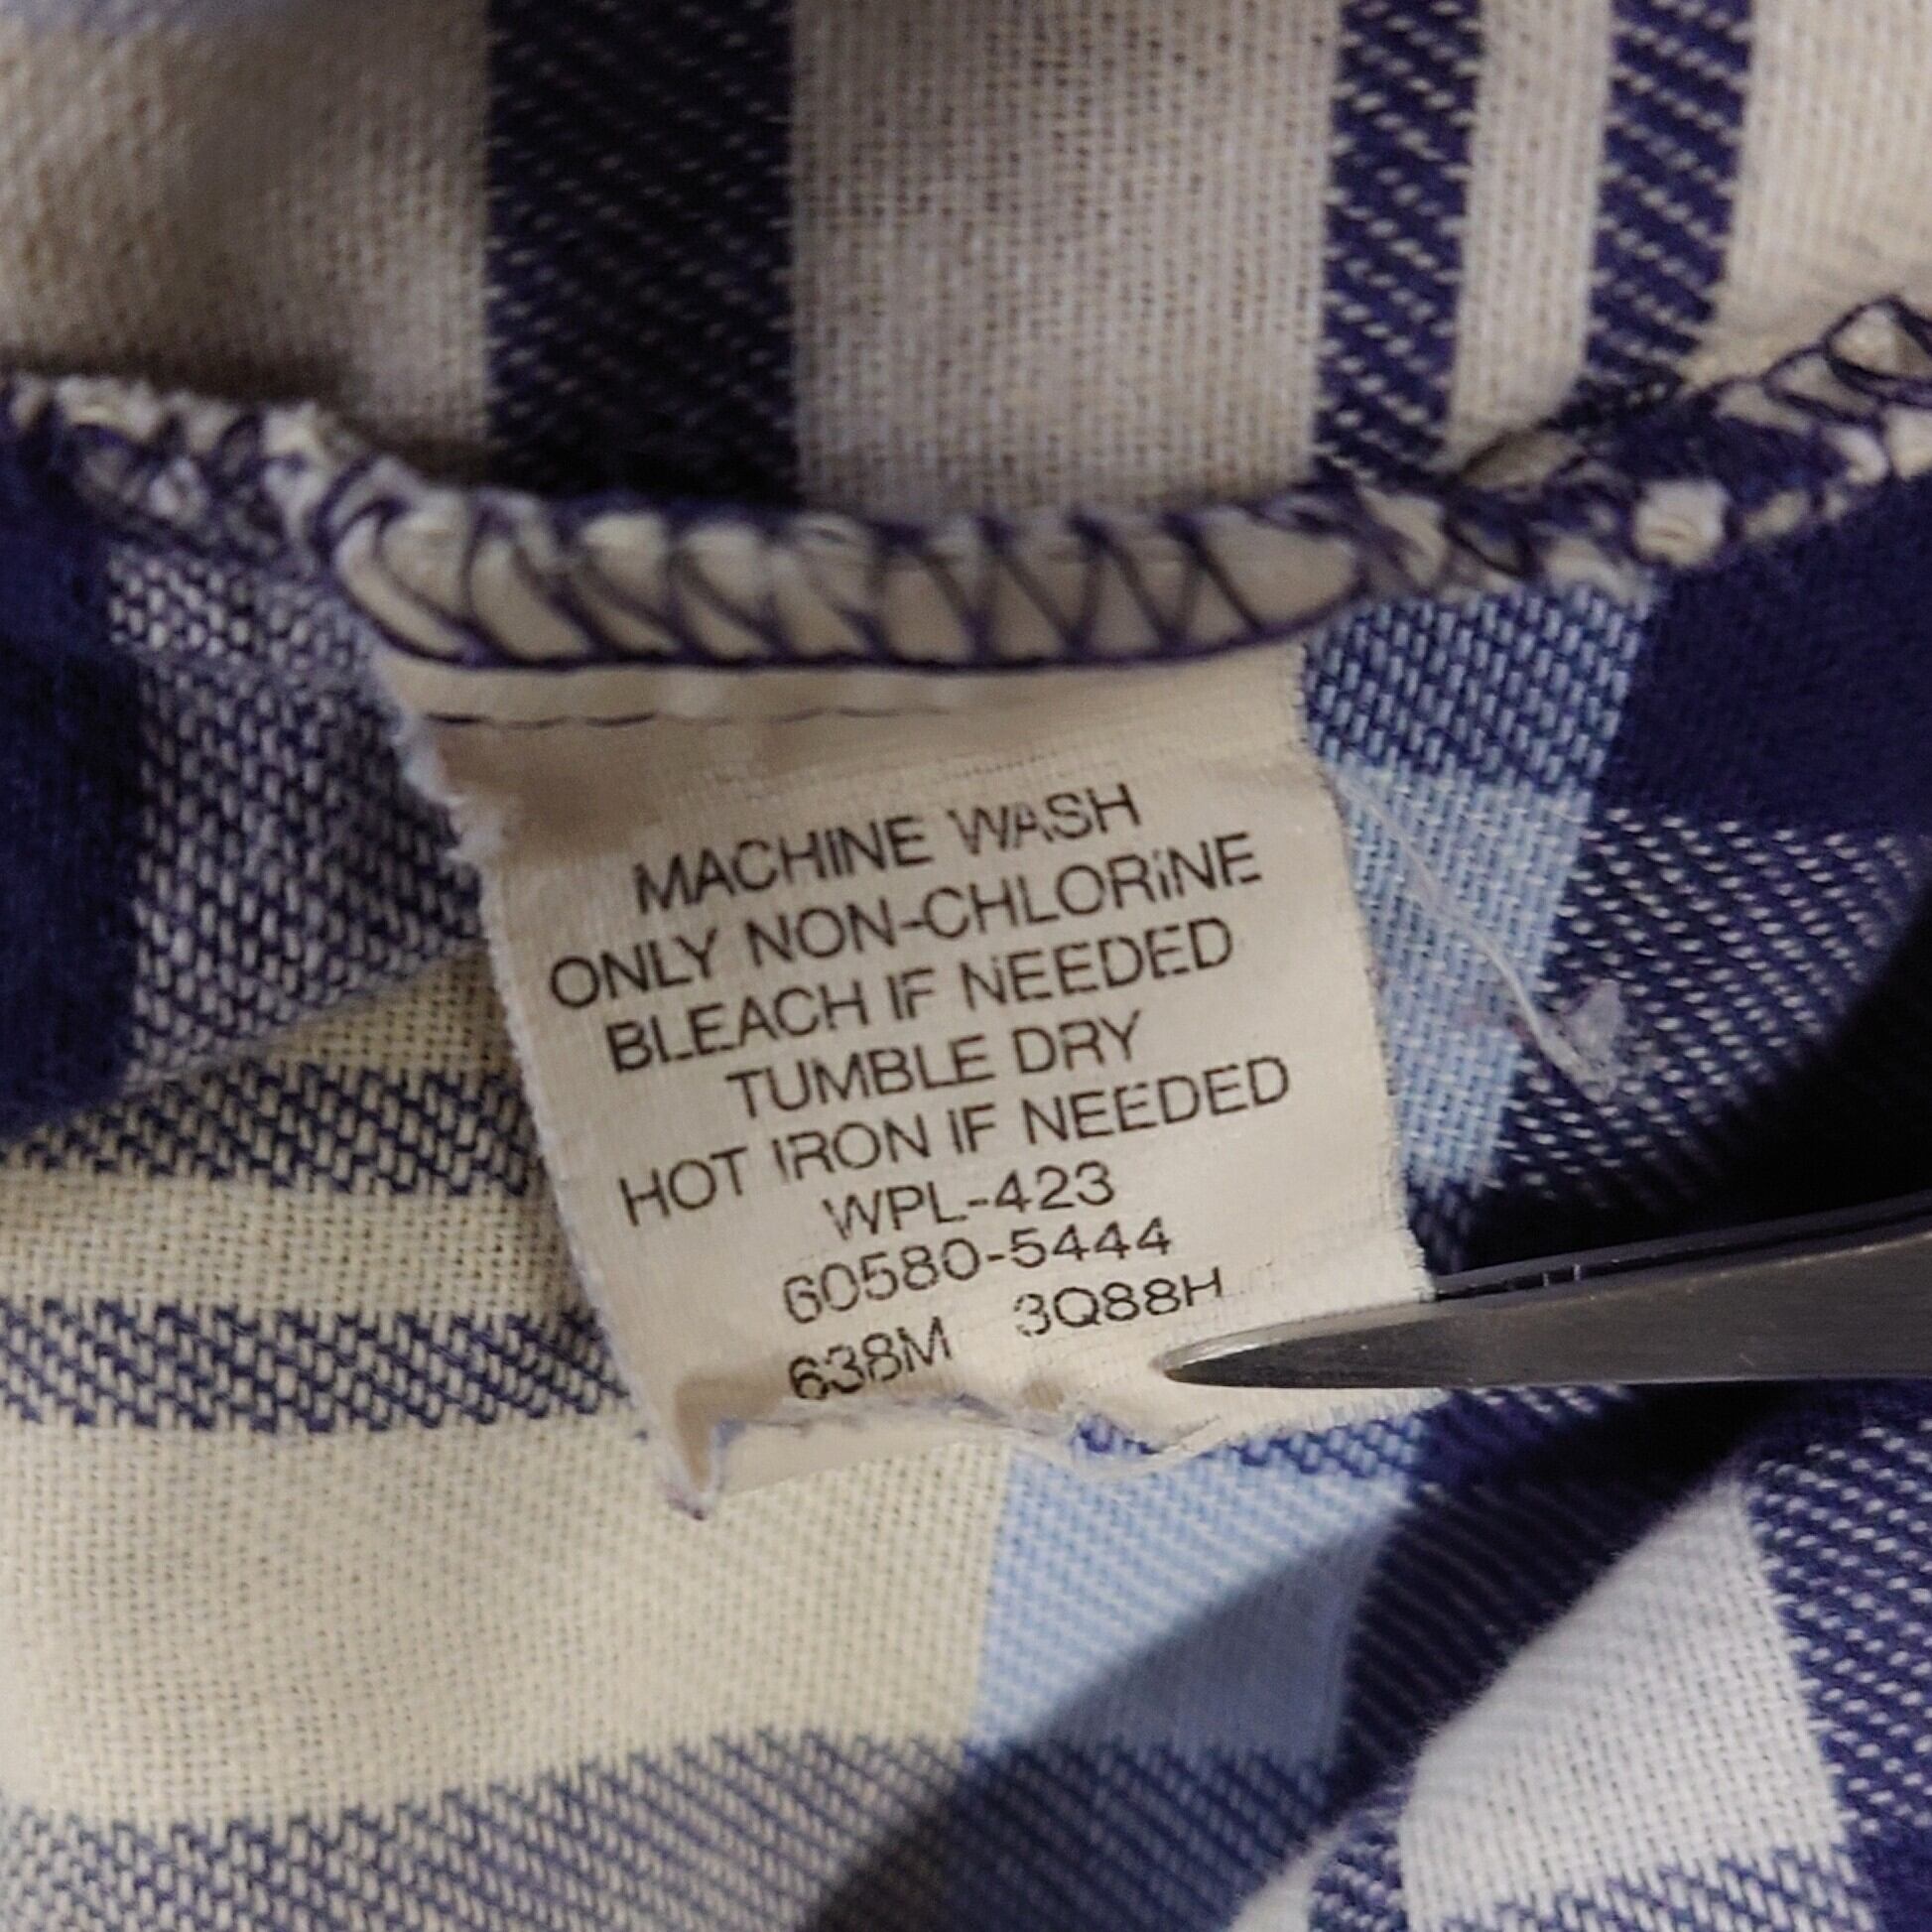 MACHINE WASH
ONLY NON-CHLORINE
BLEACH IF NEEDED
TUMBLE DRY
HOT IRON IF NEEDED
WPL-423
60580-5444
638M 3Q88H